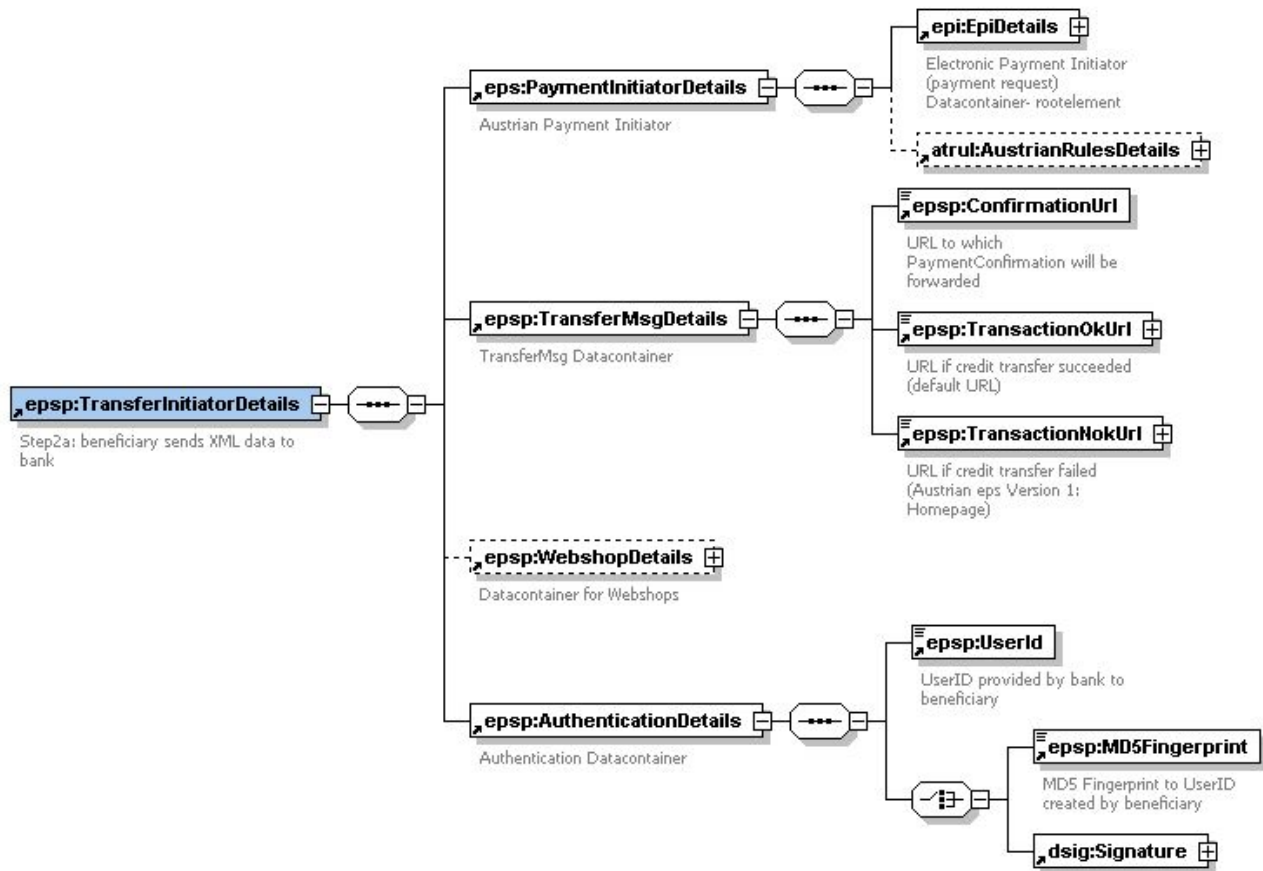 epi:EpiDetails
Electronic Payment Initiator
(payment request)
Datacontainer- rootelement
eps:PaymentInitiatorDetails
Austrian Payment Initiator
atrul:AustrianRulesDetails
epsp:ConfirmationUrl
URL to which
PaymentConfirmation will be
forwarded
epsp:TransferMsgDetails
TransferMsg Datacontainer
epsp:TransactionOkUrl
URL if credit transfer succeeded
(default URL)
epsp:TransferInitiatorDetails
Step2a: beneficiary sends XML data to
bank
epsp:TransactionNokUrl
URL if credit transfer failed
(Austrian eps Version 1:
Homepage)
epsp:WebshopDetails
Datacontainer for Webshops
epsp:UserId
UserID provided by bank to
beneficiary
epsp:AuthenticationDetails
Authentication Datacontainer
epsp:MD5Fingerprint
MD5 Fingerprint to UserID
created by beneficiary
dsig:Signature